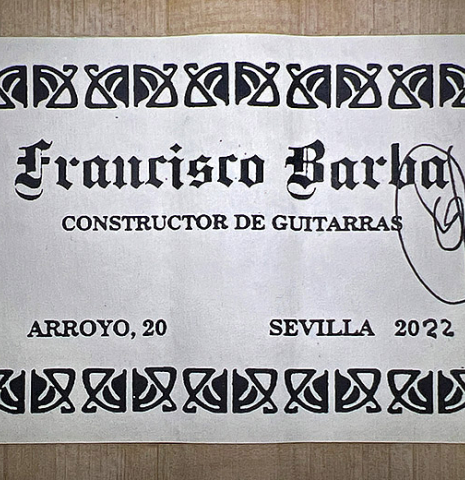 Francisco Barba
CONSTRUCTOR DE GUITARRAS
ARROYO, 20 SEVILLA 2022